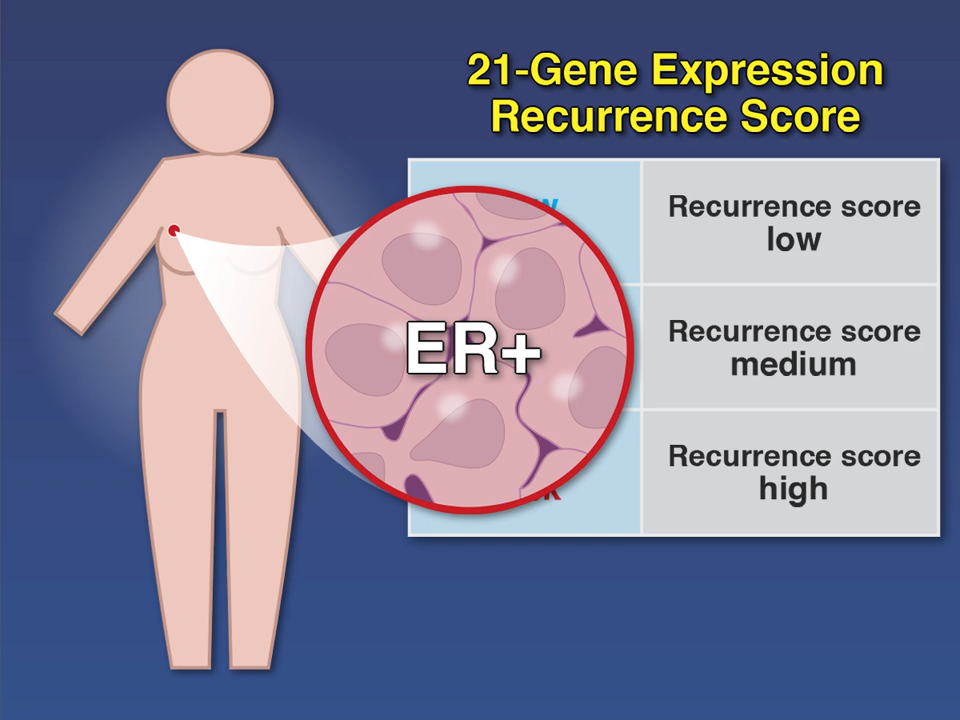 21-Gene Expression
Recurrence Score
Recurrence score
low
ER+
Recurrence score
medium
Recurrence score
high